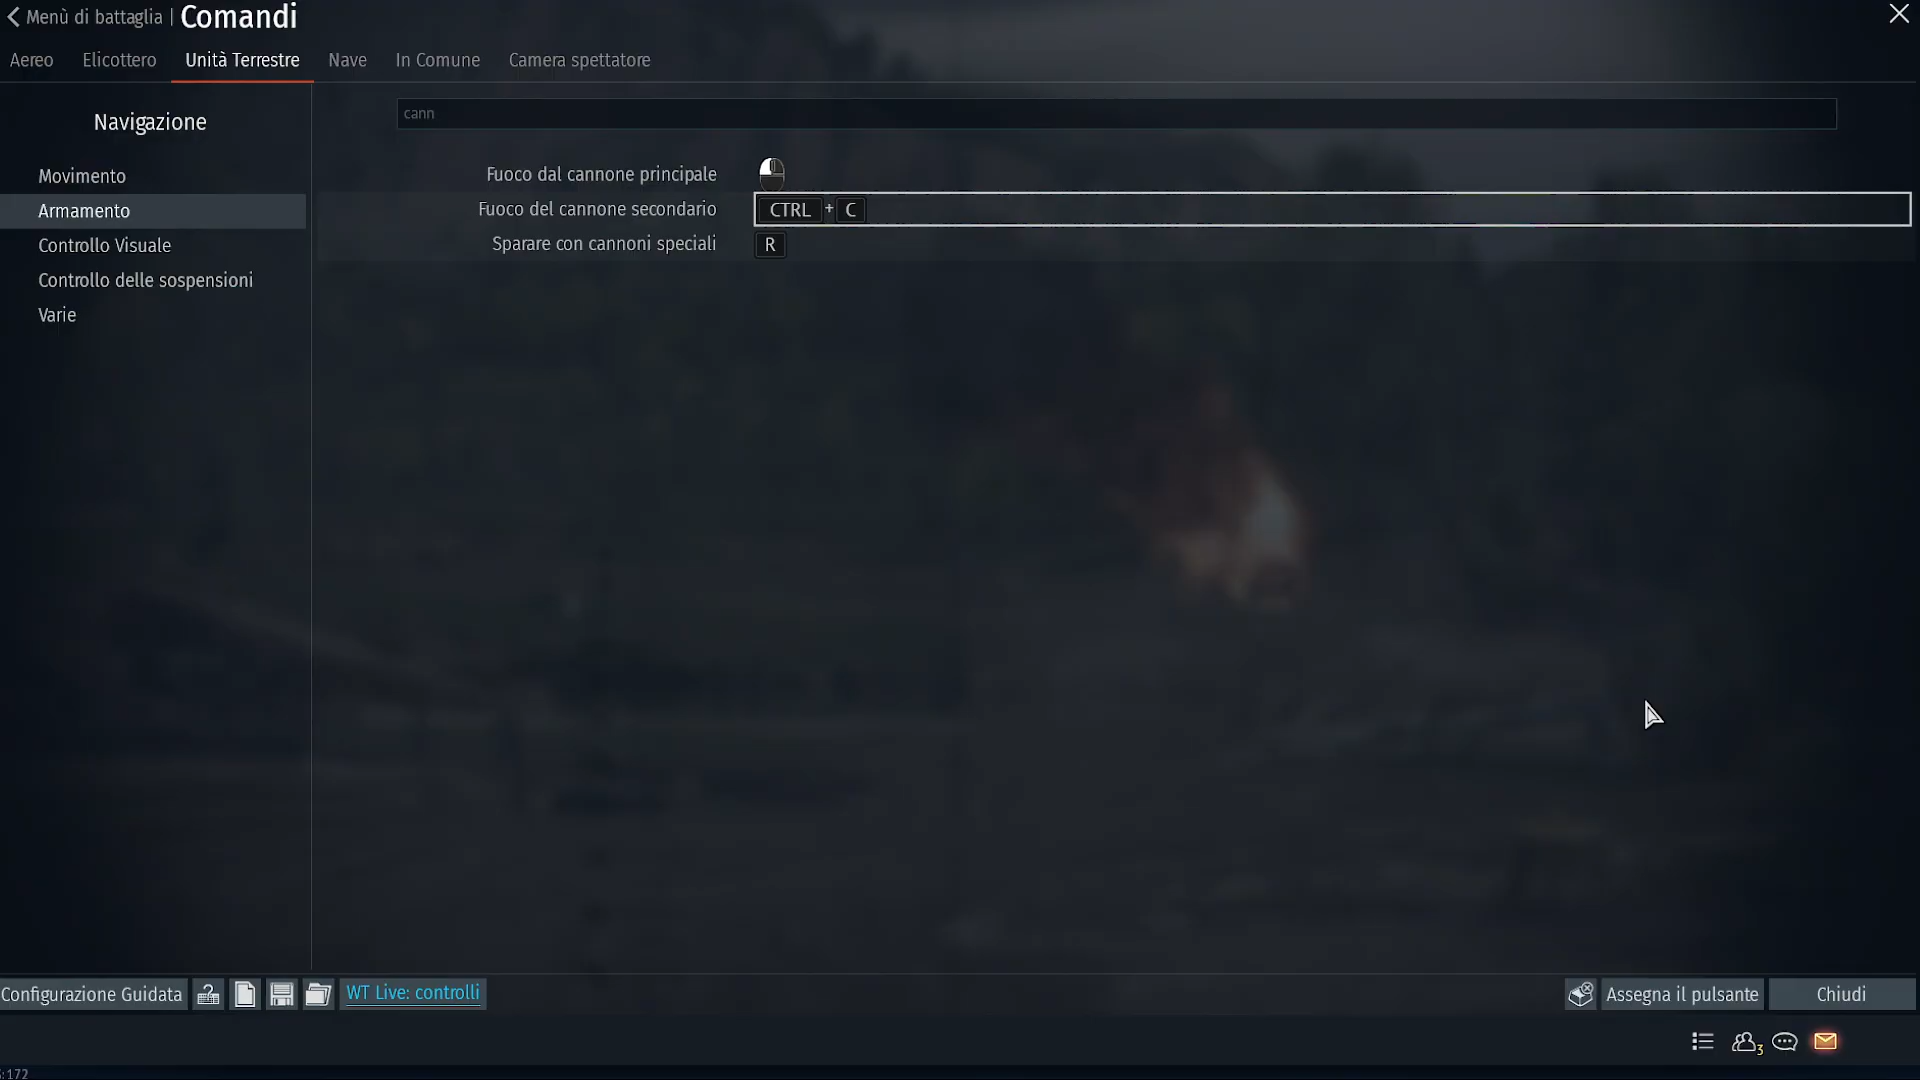 Menù di battaglia | Comandi
Aereo Elicottero Unità Terrestre Nave In Comune Camera spettatore
Navigazione
Movimento
Armamento
Controllo Visuale
Controllo delle sospensioni
Varie
cann
Fuoco dal cannone principale
Fuoco del cannone secondario CTRL + C
Sparare con cannoni speciali R
Configurazione Guidata WT Live: controlli Assegna il pulsante Chiudi
3
:172